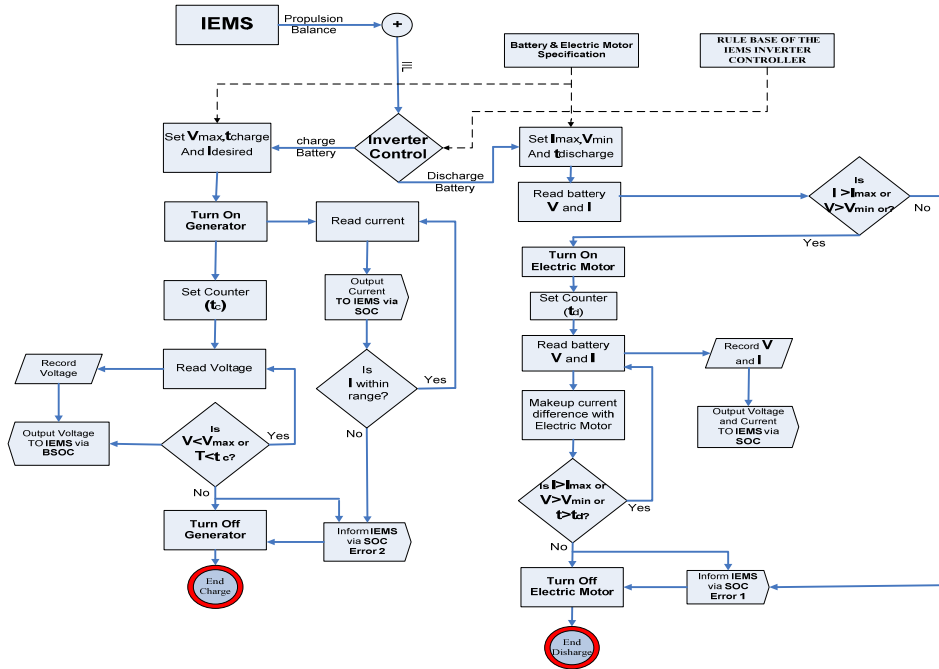 IEMS
Propulsion
Balance
+
Battery & Electric Motor
Specification
RULE BASE OF THE
IEMS INVERTER
CONTROLLER
Set Vmax,tcharge
And Idesired
charge
Battery
Inverter
Control
Discharge
Battery
Set Imax,Vmin
And tdischarge
Read battery
V and I
Is
I >Imax or
V>Vmin or?
No
Yes
Turn On
Generator
Read current
Turn On
Electric Motor
Set Counter
(tc)
Output
Current
TO IEMS via
SOC
Set Counter
(td)
Read Voltage
Record
Voltage
Is
I within
range?
Yes
No
Read battery
V and I
Record V
and I
Makeup current
difference with
Electric Motor
Output Voltage
and Current
TO IEMS via
SOC
Output Voltage
TO IEMS via
BSOC
Is
V<Vmax or
T<tc?
Yes
No
Is I>Imax or
V>Vmin or
t>td?
Yes
No
Turn Off
Generator
Inform IEMS
via SOC
Error 2
End
Charge
Turn Off
Electric Motor
Inform IEMS
via SOC
Error 1
End
Disharge